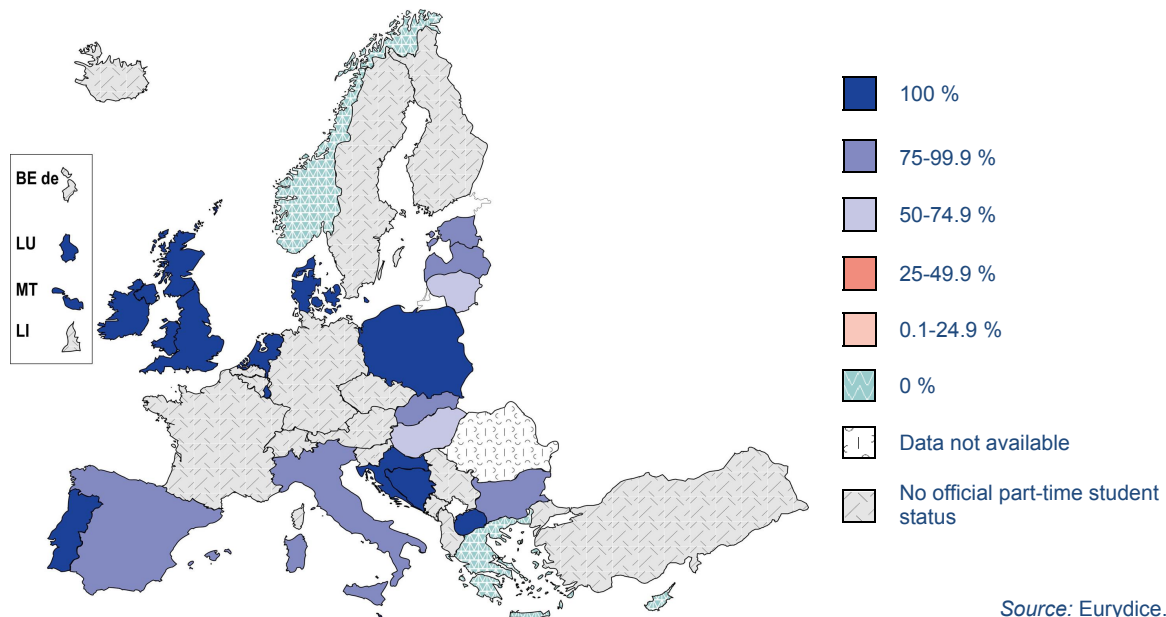 BE de
LU
MT
LI
100 %
75-99.9 %
50-74.9 %
25-49.9 %
0.1-24.9 %
0 %
Data not available
No official part-time student
status
Source: Eurydice.